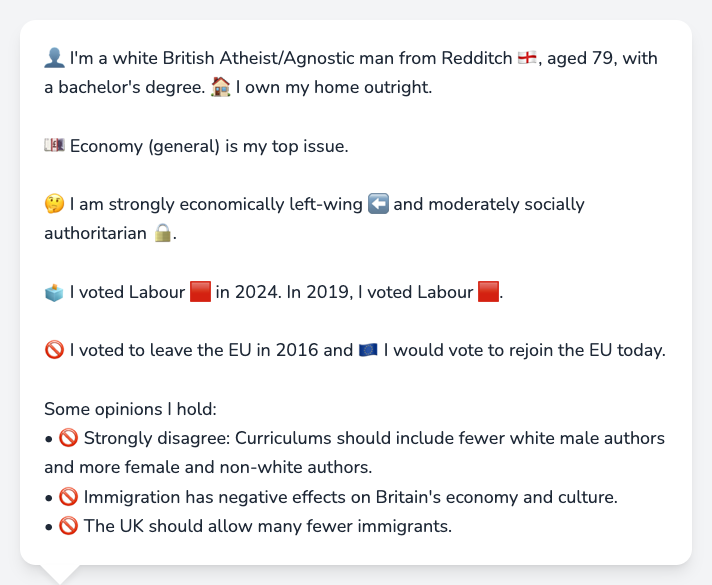 👤 I'm a white British Atheist/Agnostic man from Redditch 🏴󠁧󠁢󠁥󠁮󠁧󠁿, aged 79, with
a bachelor's degree. 🏠 I own my home outright.
💷 Economy (general) is my top issue.
🤔 I am strongly economically left-wing ⬅️ and moderately socially
authoritarian 🔒.
🗳️ I voted Labour 🟥 in 2024. In 2019, I voted Labour 🟥.
🚫 I voted to leave the EU in 2016 and 🇪🇺 I would vote to rejoin the EU today.
Some opinions I hold:
• 🚫 Strongly disagree: Curriculums should include fewer white male authors
and more female and non-white authors.
• 🚫 Immigration has negative effects on Britain's economy and culture.
• 🚫 The UK should allow many fewer immigrants.